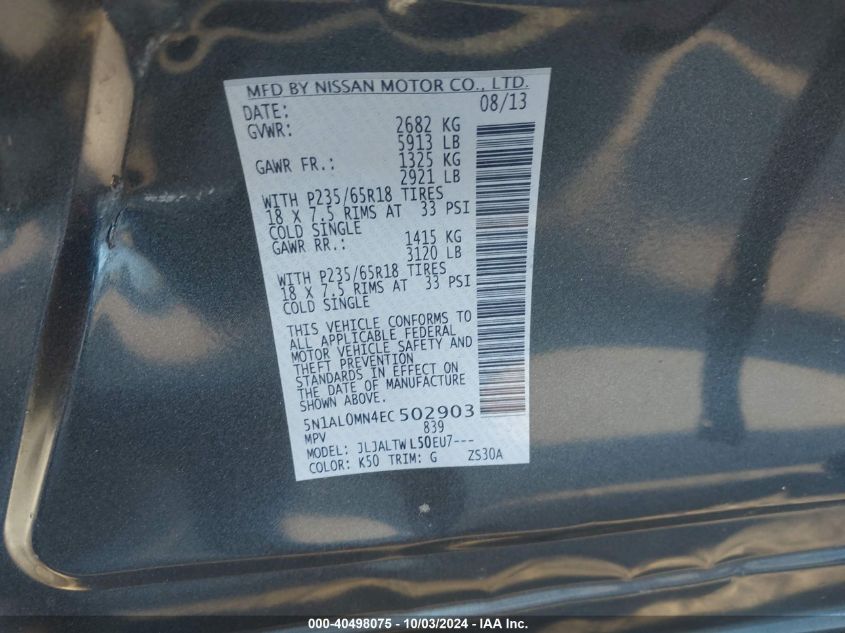 MFD BY NISSAN MOTOR CO., LTD.
DATE: 08/13
GVWR: 2682 KG
5913 LB
GAWR FR.: 1325 KG
2921 LB
WITH P235/65R18 TIRES
18 X 7.5 RIMS AT 33 PSI
COLD SINGLE
GAWR RR.: 1415 KG
3120 LB
WITH P235/65R18 TIRES
18 X 7.5 RIMS AT 33 PSI
COLD SINGLE
THIS VEHICLE CONFORMS TO
ALL APPLICABLE FEDERAL
MOTOR VEHICLE SAFETY AND
THEFT PREVENTION
STANDARDS IN EFFECT ON
THE DATE OF MANUFACTURE
SHOWN ABOVE.
5N1AL0MN4EC502903
MPV 839
MODEL: JLJALTWL50EU7---
COLOR: K50 TRIM: G ZS30A
000-40498075 - 10/03/2024 - IAA Inc.